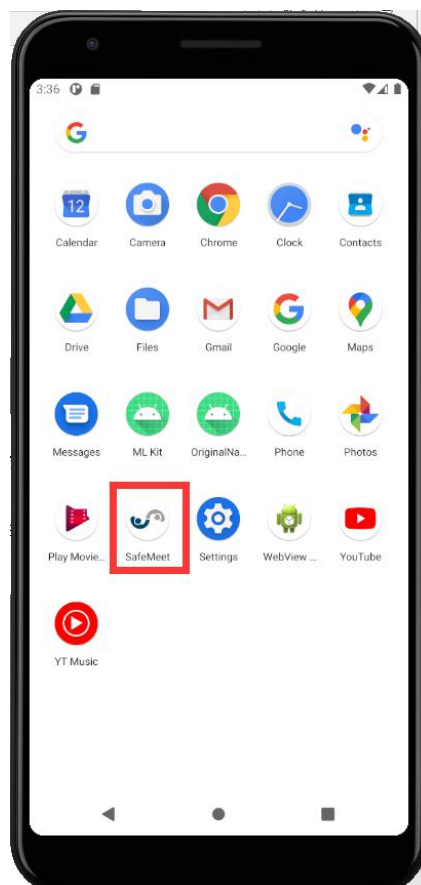 3:36
G
12
Calendar Camera Chrome Clock Contacts
Drive Files Gmail Google Maps
Messages ML Kit OriginalNa... Phone Photos
Play Movie... SafeMeet Settings WebView ... YouTube
YT Music